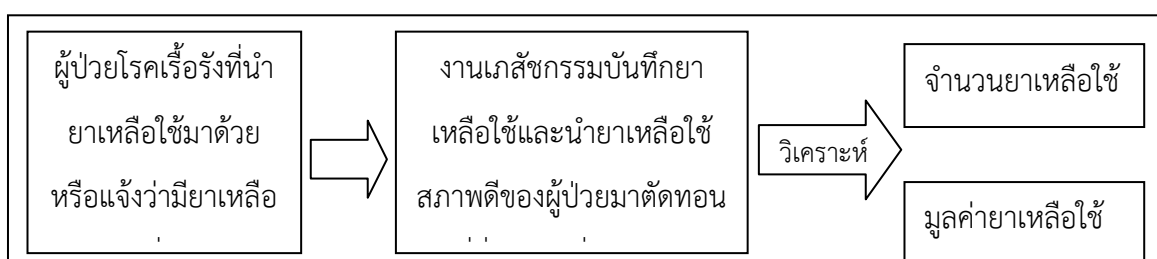 ผู้ป่วยโรคเรื้อรังที่นำ
ยาเหลือใช้มาด้วย
หรือแจ้งว่ามียาเหลือ
งานเภสัชกรรมบันทึกยา
เหลือใช้และนำยาเหลือใช้
สภาพดีของผู้ป่วยมาตัดทอน
วิเคราะห์
จำนวนยาเหลือใช้
มูลค่ายาเหลือใช้